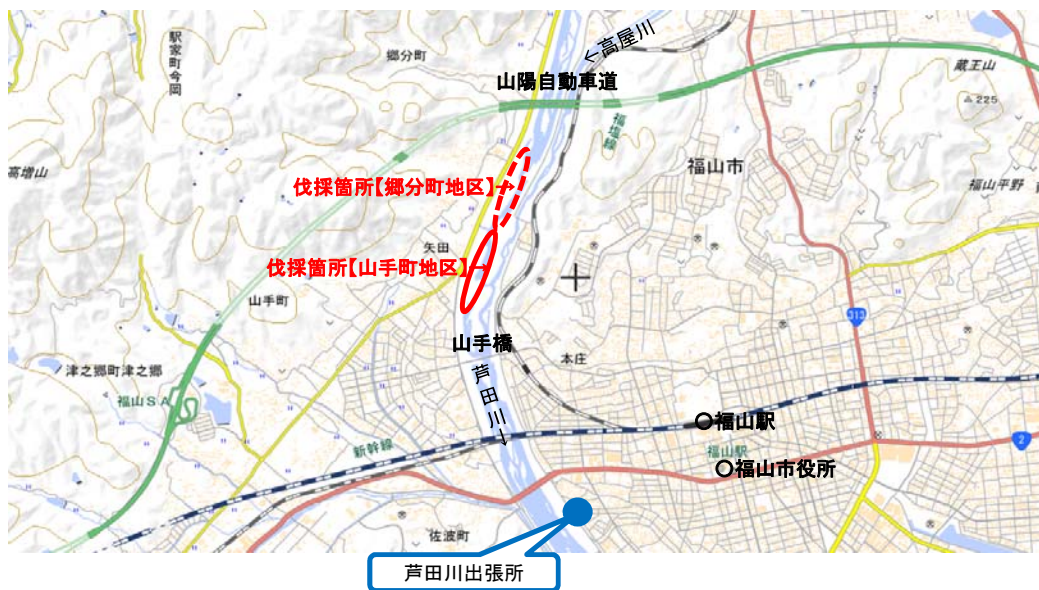 ←高屋川
駅家町今岡
郷分町
山陽自動車道
蔵王山
225
福塩線
福山市
高増山
伐採箇所【郷分町地区】→
福山平野
矢田
伐採箇所【山手町地区】→
山手町
313
山手橋
本庄
津之郷町津之郷
芦田川→
福山SA
福山駅
新幹線
福山駅
2
福山市役所
佐波町
芦田川出張所